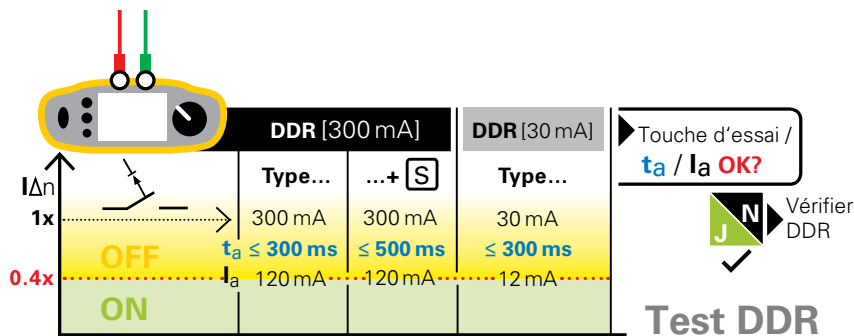 DDR [300 mA]
DDR [30 mA]
Touche d'essai /
ta / Ia OK?
IΔn
Type...
...+ S
Type...
1x
300 mA
300 mA
30 mA
N
J
Vérifier
DDR
OFF
ta ≤ 300 ms
≤ 500 ms
≤ 300 ms
0.4x
Ia
120 mA
120 mA
12 mA
ON
Test DDR